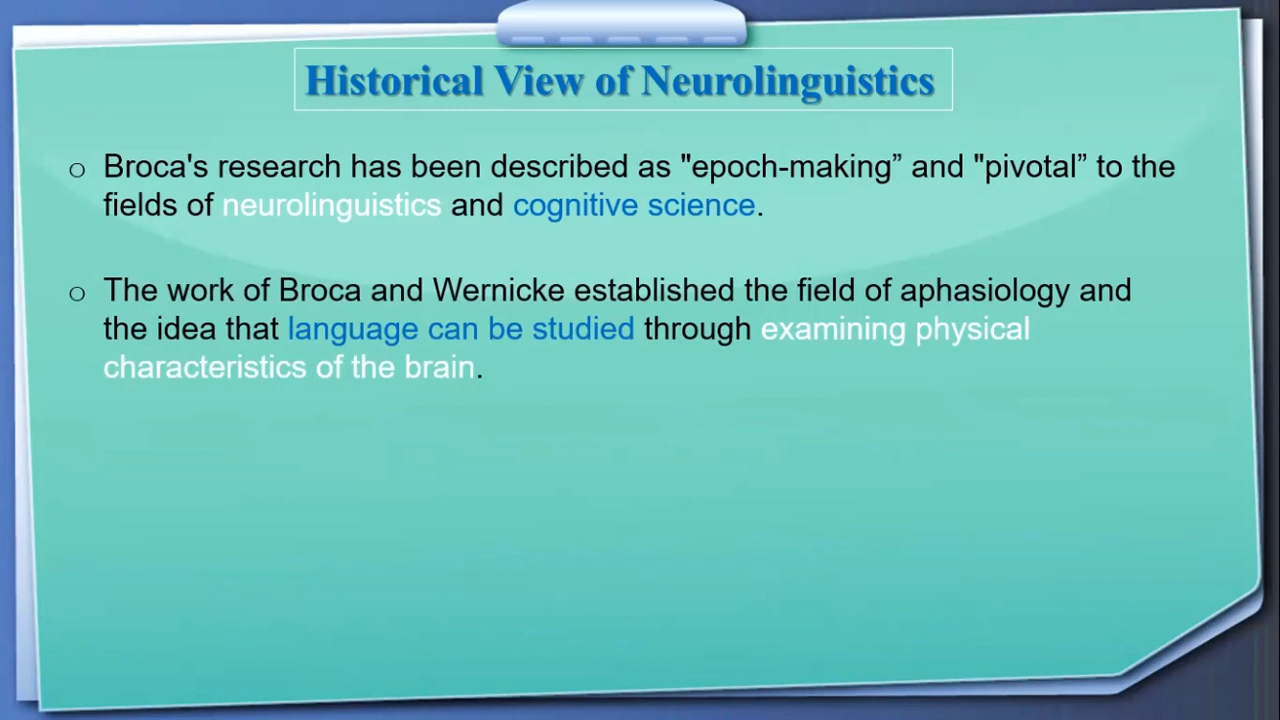 Historical View of Neurolinguistics
o Broca's research has been described as "epoch-making” and "pivotal” to the
fields of neurolinguistics and cognitive science.
o The work of Broca and Wernicke established the field of aphasiology and
the idea that language can be studied through examining physical
characteristics of the brain.